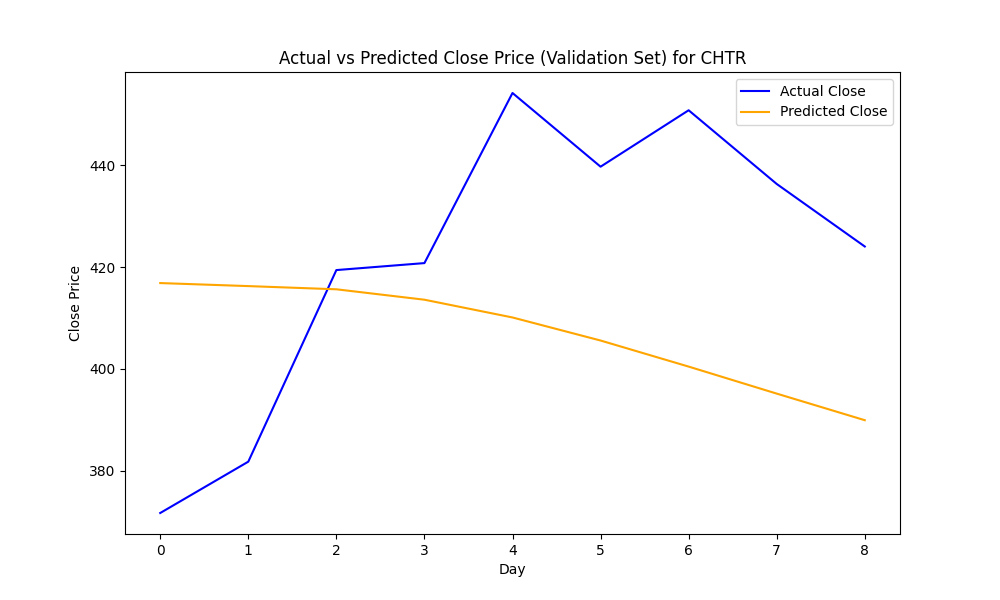 Actual vs Predicted Close Price (Validation Set) for CHTR
Actual Close
Predicted Close
Close Price
440
420
400
380
0 1 2 3 4 5 6 7 8
Day